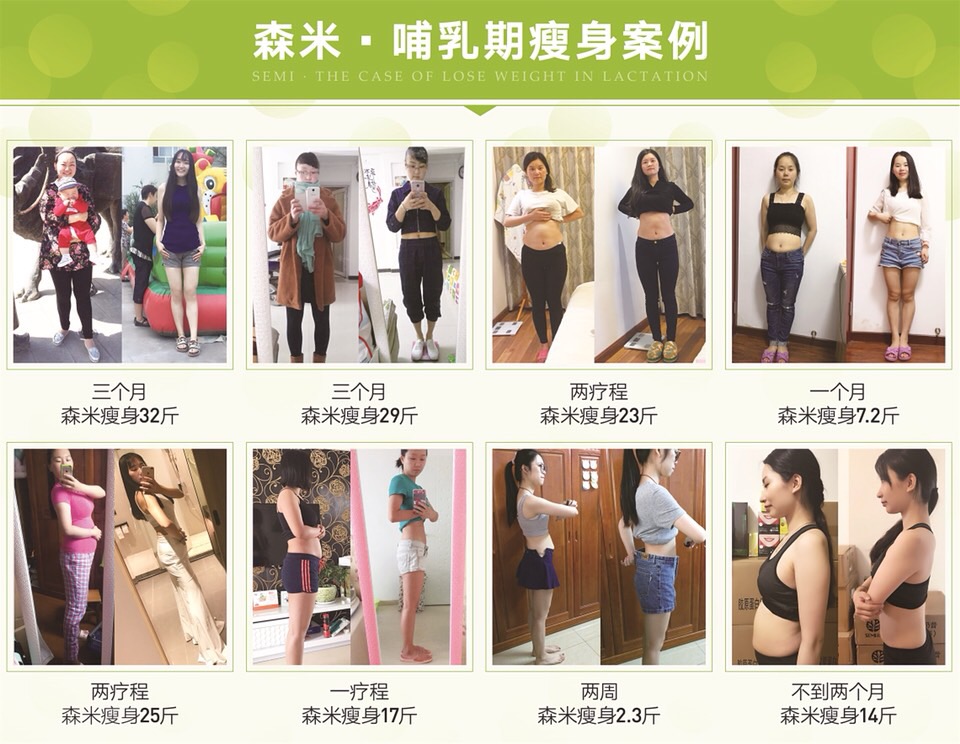 森米·哺乳期瘦身案例
SEMI · THE CASE OF LOSE WEIGHT IN LACTATION
三个月
森米瘦身32斤
三个月
森米瘦身29斤
两疗程
森米瘦身23斤
一个月
森米瘦身7.2斤
两疗程
森米瘦身25斤
一疗程
森米瘦身17斤
两周
森米瘦身2.3斤
不到两个月
森米瘦身14斤